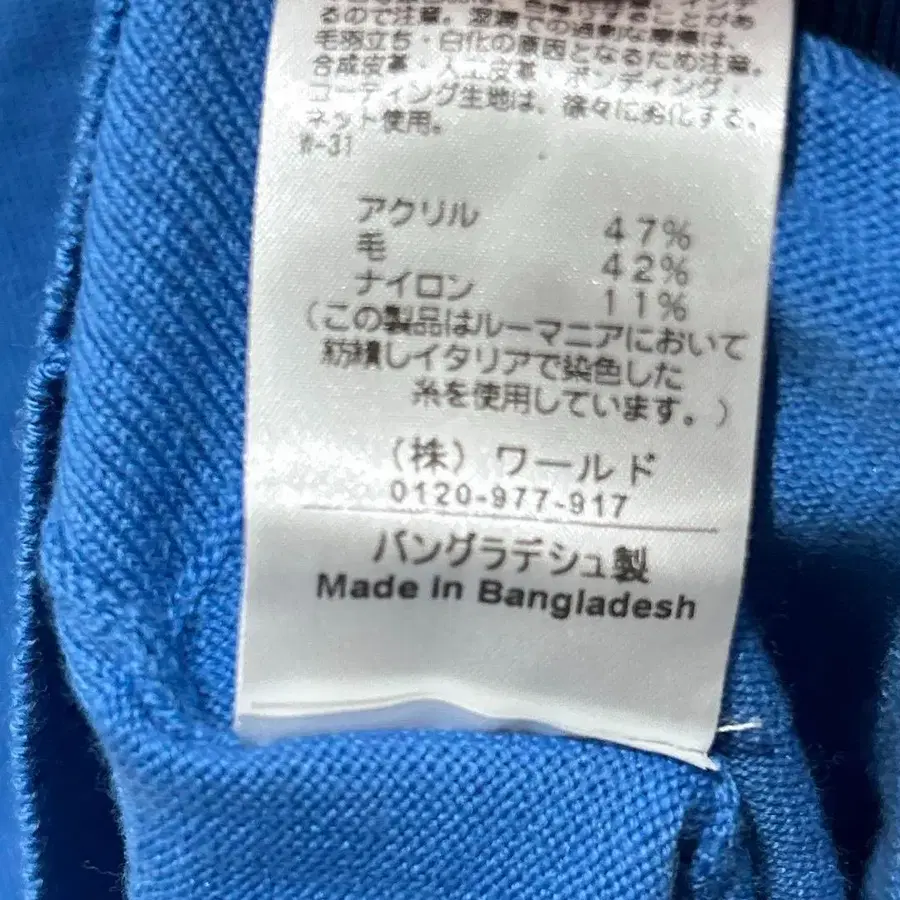 るので注意。湿潤での過剰な摩擦は、
毛羽立ち・白化の原因となるため注意。
合成皮革・人工皮革・ボンディング・
コーティング生地は、徐々に劣化する。
ネット使用。
W-31
アクリル 47%
毛 42%
ナイロン 11%
(この製品はルーマニアにおいて
紡績しイタリアで染色した
糸を使用しています。)
(株)ワールド
0120-977-917
バングラデシュ製
Made In Bangladesh